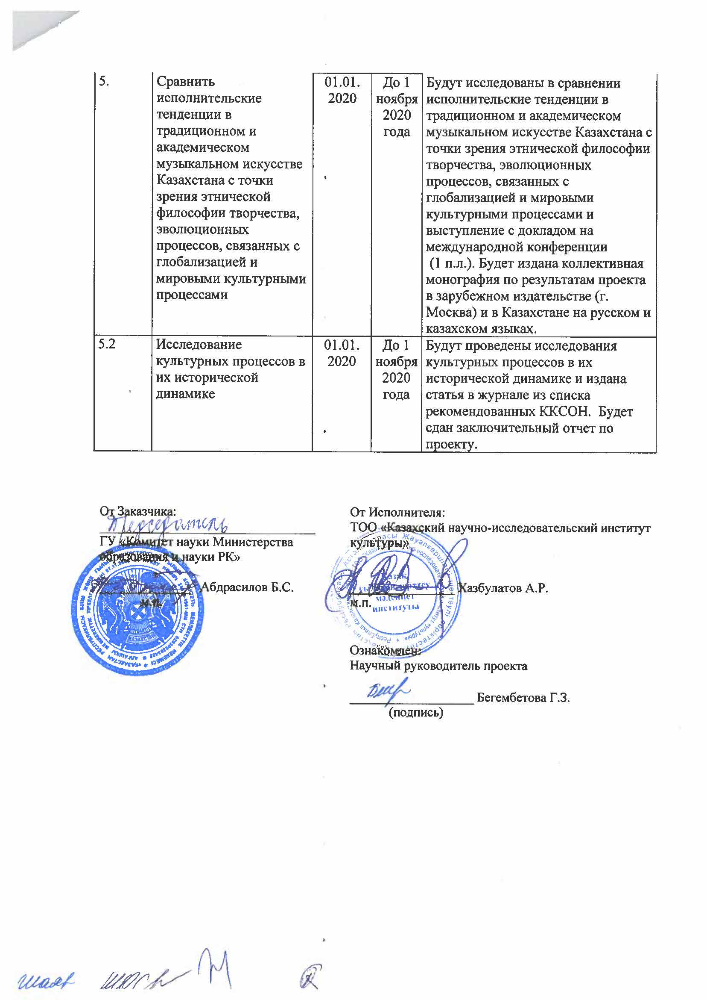 5.
Сравнить
исполнительские
тенденции в
традиционном и
академическом
музыкальном искусстве
Казахстана с точки
зрения этнической
философии творчества,
эволюционных
процессов, связанных с
глобализацией и
мировыми культурными
процессами
01.01.
2020
До 1
ноября
2020
года
Будут исследованы в сравнении
исполнительские тенденции в
традиционном и академическом
музыкальном искусстве Казахстана с
точки зрения этнической философии
творчества, эволюционных
процессов, связанных с
глобализацией и мировыми
культурными процессами и
выступление с докладом на
международной конференции
(1 п.л.). Будет издана коллективная
монография по результатам проекта
в зарубежном издательстве (г.
Москва) и в Казахстане на русском и
казахском языках.
5.2
Исследование
культурных процессов в
их исторической
динамике
01.01.
2020
До 1
ноября
2020
года
Будут проведены исследования
культурных процессов в их
исторической динамике и издана
статья в журнале из списка
рекомендованных ККСОН. Будет
сдан заключительный отчет по
проекту.
От Заказчика:
Председатель
ГУ «Комитет науки Министерства
образования и науки РК»
Абдрасилов Б.С.
м.п.
От Исполнителя:
ТОО «Казахский научно-исследовательский институт
культуры»
Казбулатов А.Р.
м.п.
мәдениет
институты
Ознакомлен:
Научный руководитель проекта
Бегембетова Г.З.
(подпись)